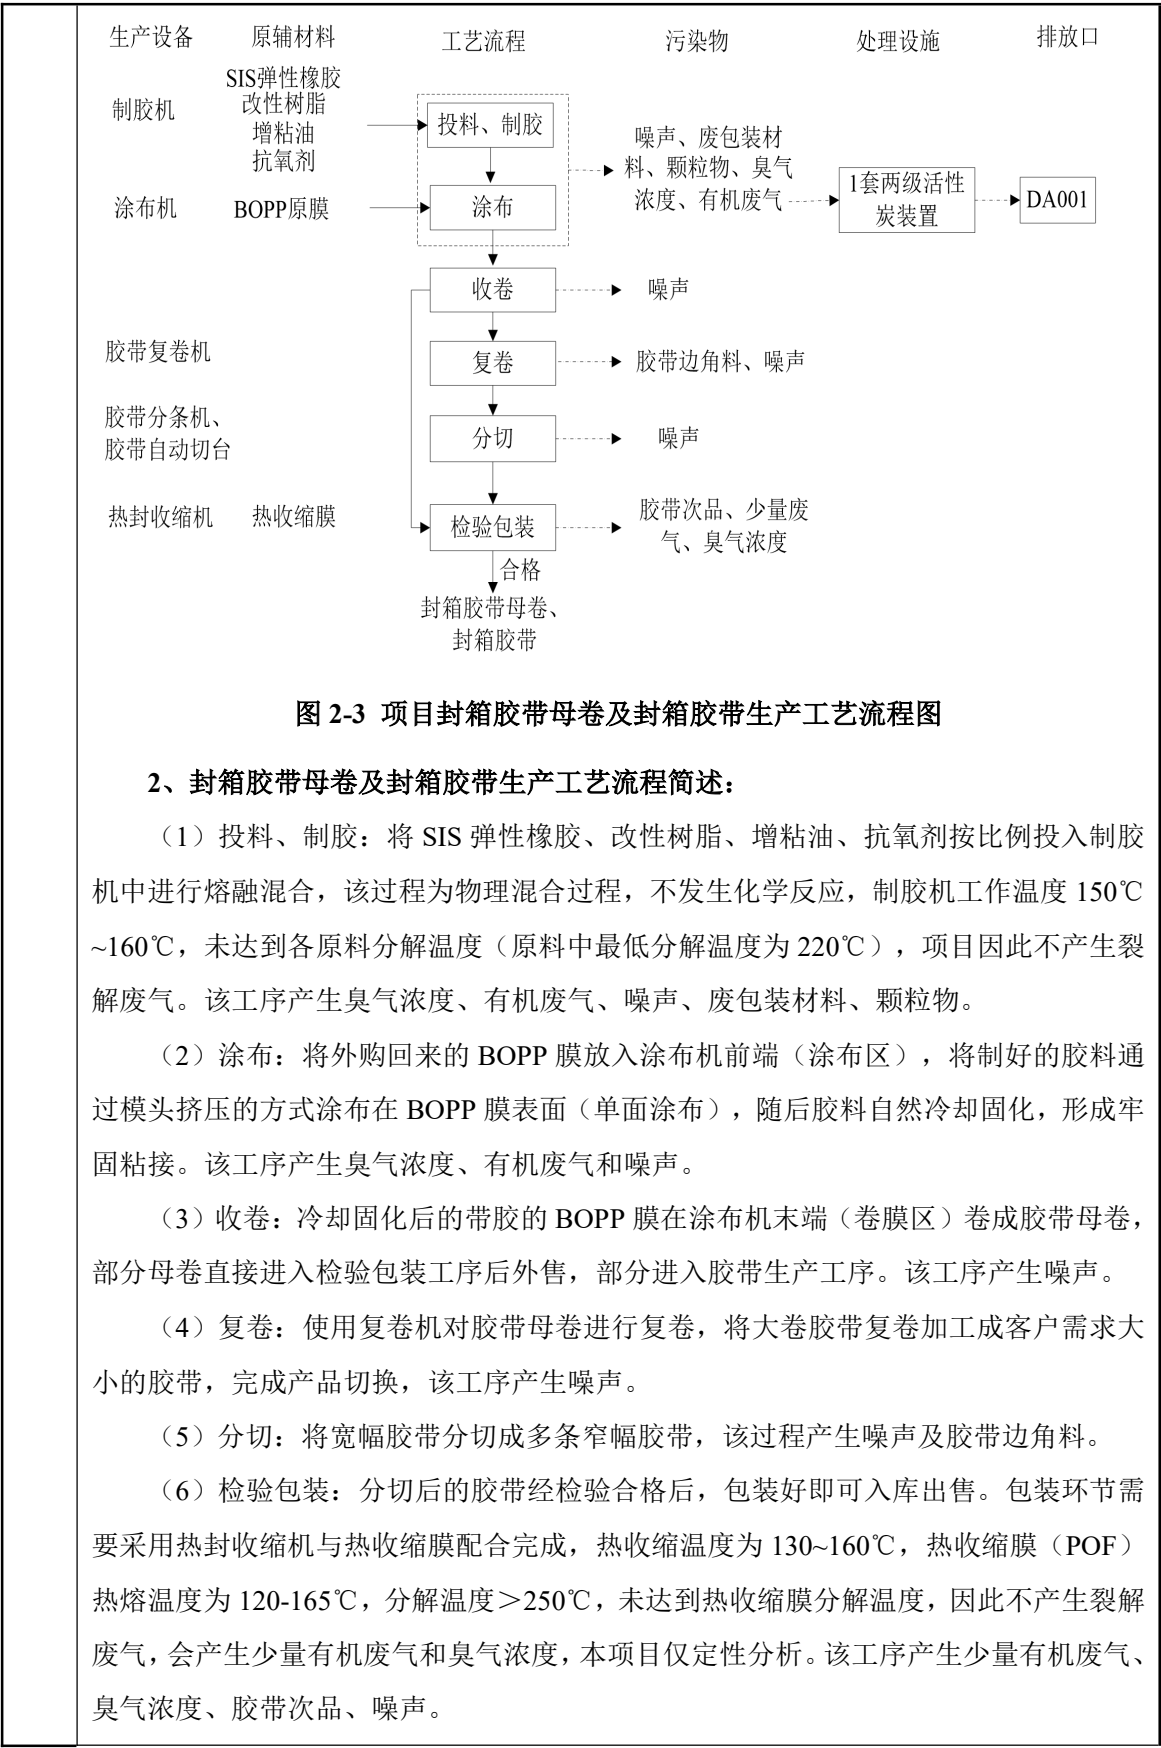 生产设备 原辅材料 工艺流程 污染物 处理设施 排放口
SIS弹性橡胶
制胶机 改性树脂
增粘油
抗氧剂
投料、制胶
噪声、废包装材
料、颗粒物、臭气
浓度、有机废气
1套两级活性
炭装置
DA001
涂布机 BOPP原膜 涂布
收卷 噪声
胶带复卷机 复卷 胶带边角料、噪声
胶带分条机、
胶带自动切台
分切 噪声
热封收缩机 热收缩膜 检验包装
胶带次品、少量废
气、臭气浓度
合格
封箱胶带母卷、
封箱胶带
图 2-3 项目封箱胶带母卷及封箱胶带生产工艺流程图
2、封箱胶带母卷及封箱胶带生产工艺流程简述：
（1）投料、制胶：将 SIS 弹性橡胶、改性树脂、增粘油、抗氧剂按比例投入制胶
机中进行熔融混合，该过程为物理混合过程，不发生化学反应，制胶机工作温度 150℃
~160℃，未达到各原料分解温度（原料中最低分解温度为 220℃），项目因此不产生裂
解废气。该工序产生臭气浓度、有机废气、噪声、废包装材料、颗粒物。
（2）涂布：将外购回来的 BOPP 膜放入涂布机前端（涂布区），将制好的胶料通
过模头挤压的方式涂布在 BOPP 膜表面（单面涂布），随后胶料自然冷却固化，形成牢
固粘接。该工序产生臭气浓度、有机废气和噪声。
（3）收卷：冷却固化后的带胶的 BOPP 膜在涂布机末端（卷膜区）卷成胶带母卷，
部分母卷直接进入检验包装工序后外售，部分进入胶带生产工序。该工序产生噪声。
（4）复卷：使用复卷机对胶带母卷进行复卷，将大卷胶带复卷加工成客户需求大
小的胶带，完成产品切换，该工序产生噪声。
（5）分切：将宽幅胶带分切成多条窄幅胶带，该过程产生噪声及胶带边角料。
（6）检验包装：分切后的胶带经检验合格后，包装好即可入库出售。包装环节需
要采用热封收缩机与热收缩膜配合完成，热收缩温度为 130~160℃，热收缩膜（POF）
热熔温度为 120-165℃，分解温度＞250℃，未达到热收缩膜分解温度，因此不产生裂解
废气，会产生少量有机废气和臭气浓度，本项目仅定性分析。该工序产生少量有机废气、
臭气浓度、胶带次品、噪声。